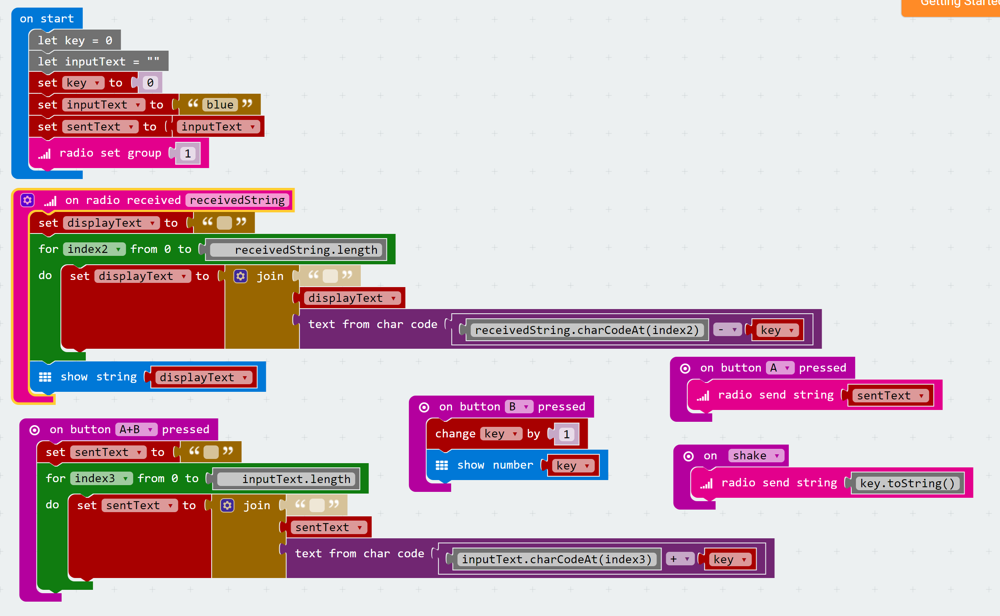 Getting Started
on start
let key = 0
let inputText = ""
set key to 0
set inputText to “ blue ”
set sentText to inputText
radio set group 1
on radio received receivedString
set displayText to “ ”
for index2 from 0 to receivedString.length
do set displayText to join “ ”
displayText
text from char code receivedString.charCodeAt(index2) - key
show string displayText
on button A pressed
radio send string sentText
on button B pressed
change key by 1
show number key
on shake
radio send string key.toString()
on button A+B pressed
set sentText to “ ”
for index3 from 0 to inputText.length
do set sentText to join “ ”
sentText
text from char code inputText.charCodeAt(index3) + key